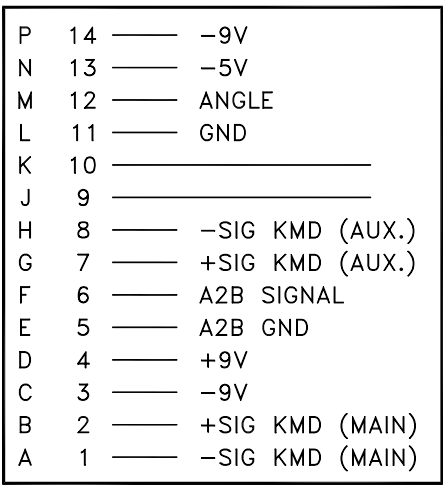 P 14 −9V
N 13 −5V
M 12 ANGLE
L 11 GND
K 10
J 9
H 8 −SIG KMD (AUX.)
G 7 +SIG KMD (AUX.)
F 6 A2B SIGNAL
E 5 A2B GND
D 4 +9V
C 3 −9V
B 2 +SIG KMD (MAIN)
A 1 −SIG KMD (MAIN)